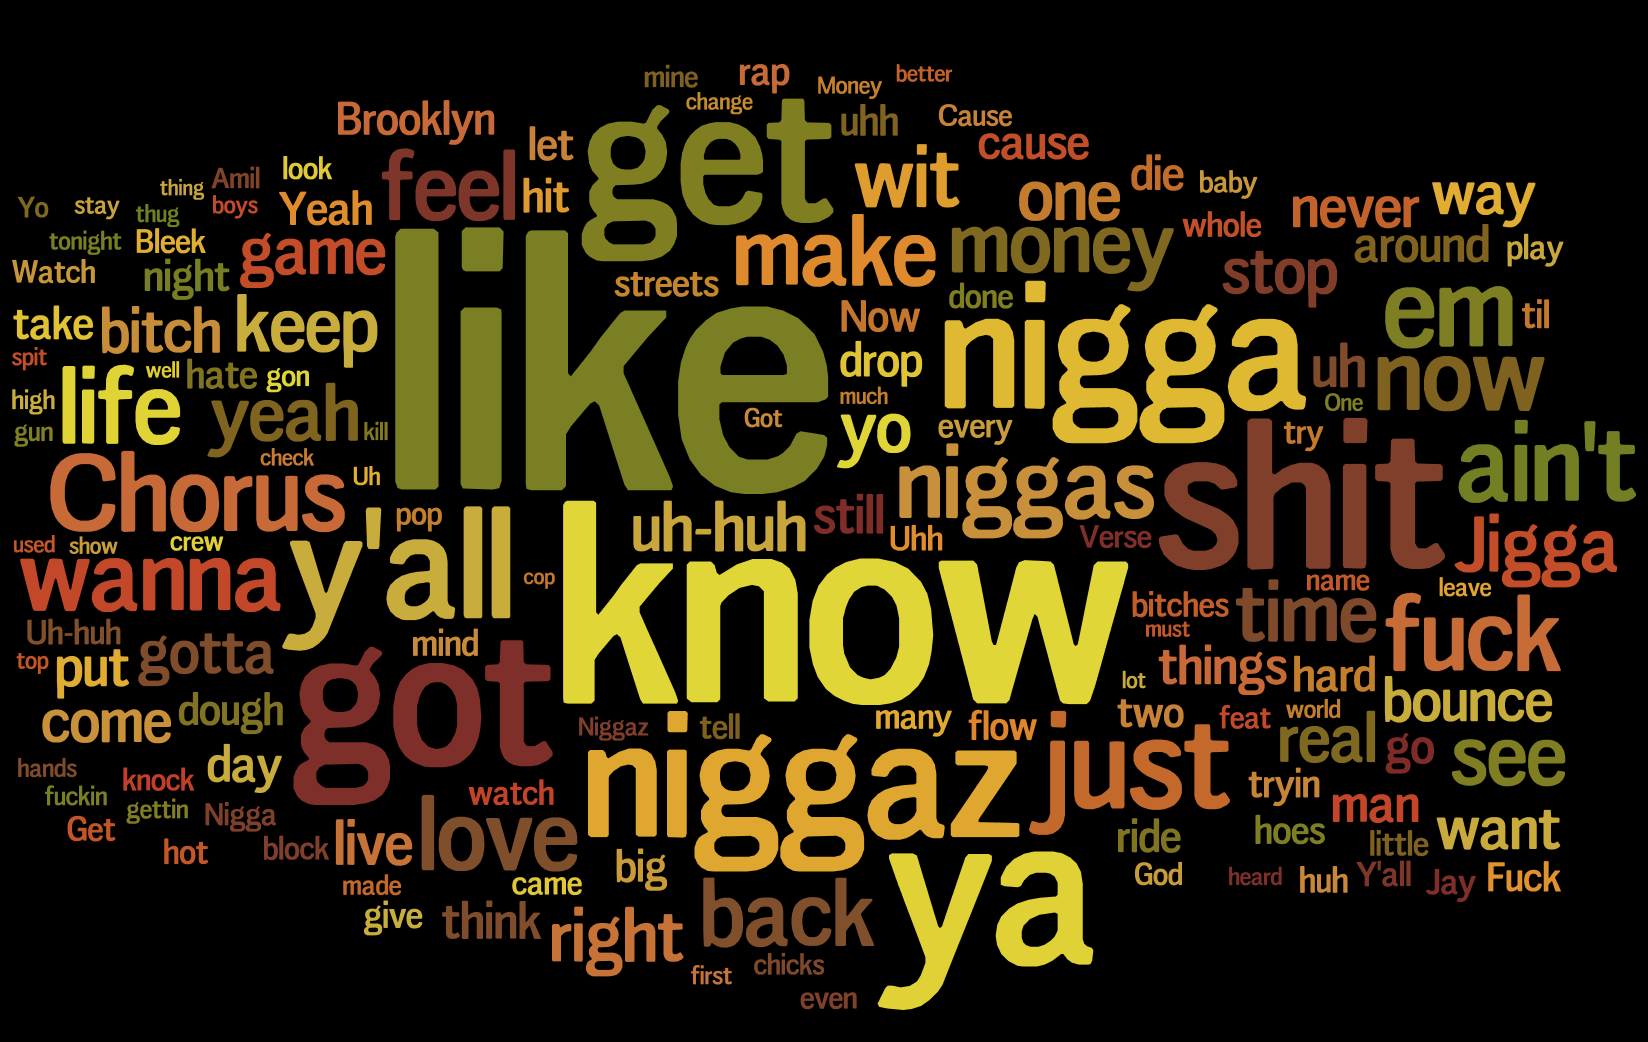 mine
rap
Money
better
change
Brooklyn
let
get
uhh
Cause
cause
look
feel
hit
wit
one
die
baby
never
way
thing
Amil
boys
Yeah
whole
Yo
stay
thug
tonight
Bleek
game
make
money
stop
around
play
Watch
night
like
streets
done
em
til
take
bitch
keep
Now
nigga
drop
uh
now
spit
well
hate
gon
much
One
high
life
yeah
kill
Got
yo
every
try
gun
check
Uh
niggas
shit
ain't
Chorus
pop
uh-huh
still
Uhh
Verse
Jigga
used
show
crew
wanna
y'all
cop
know
name
leave
Uh-huh
mind
bitches
must
time
fuck
top
put
gotta
got
lot
things
hard
come
dough
Niggaz
tell
many
flow
two
feat
world
bounce
just
real
go
see
hands
knock
day
niggaz
fuckin
gettin
Nigga
watch
tryin
man
Get
hot
block
live
love
ride
hoes
little
want
made
came
big
ya
God
heard
huh
Y'all
Jay
Fuck
give
think
right
back
first
chicks
even